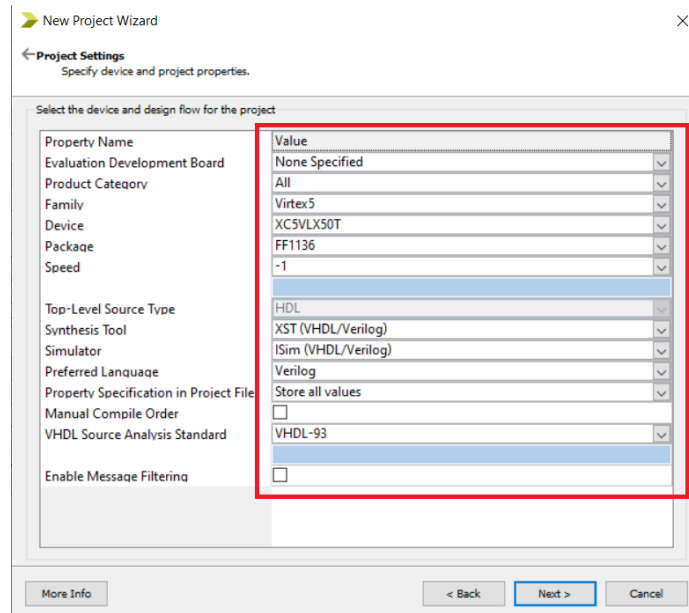 New Project Wizard
Project Settings
Specify device and project properties.
Select the device and design flow for the project
Property Name Value
Evaluation Development Board None Specified
Product Category All
Family Virtex5
Device XC5VLX50T
Package FF1136
Speed -1
Top-Level Source Type HDL
Synthesis Tool XST (VHDL/Verilog)
Simulator ISim (VHDL/Verilog)
Preferred Language Verilog
Property Specification in Project File Store all values
Manual Compile Order
VHDL Source Analysis Standard VHDL-93
Enable Message Filtering
More Info < Back Next > Cancel